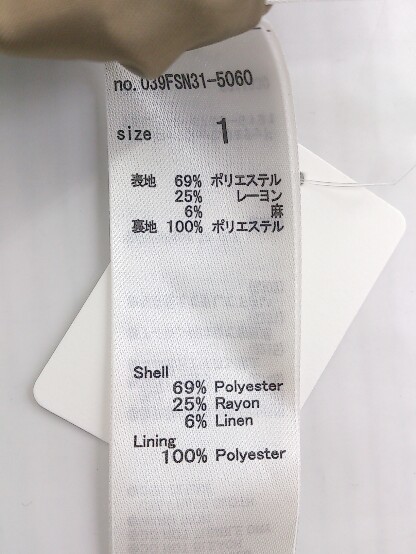 no. 039FSN31-5060
size 1
表地 69% ポリエステル
25% レーヨン
6% 麻
裏地 100% ポリエステル
Shell
69% Polyester
25% Rayon
6% Linen
Lining
100% Polyester